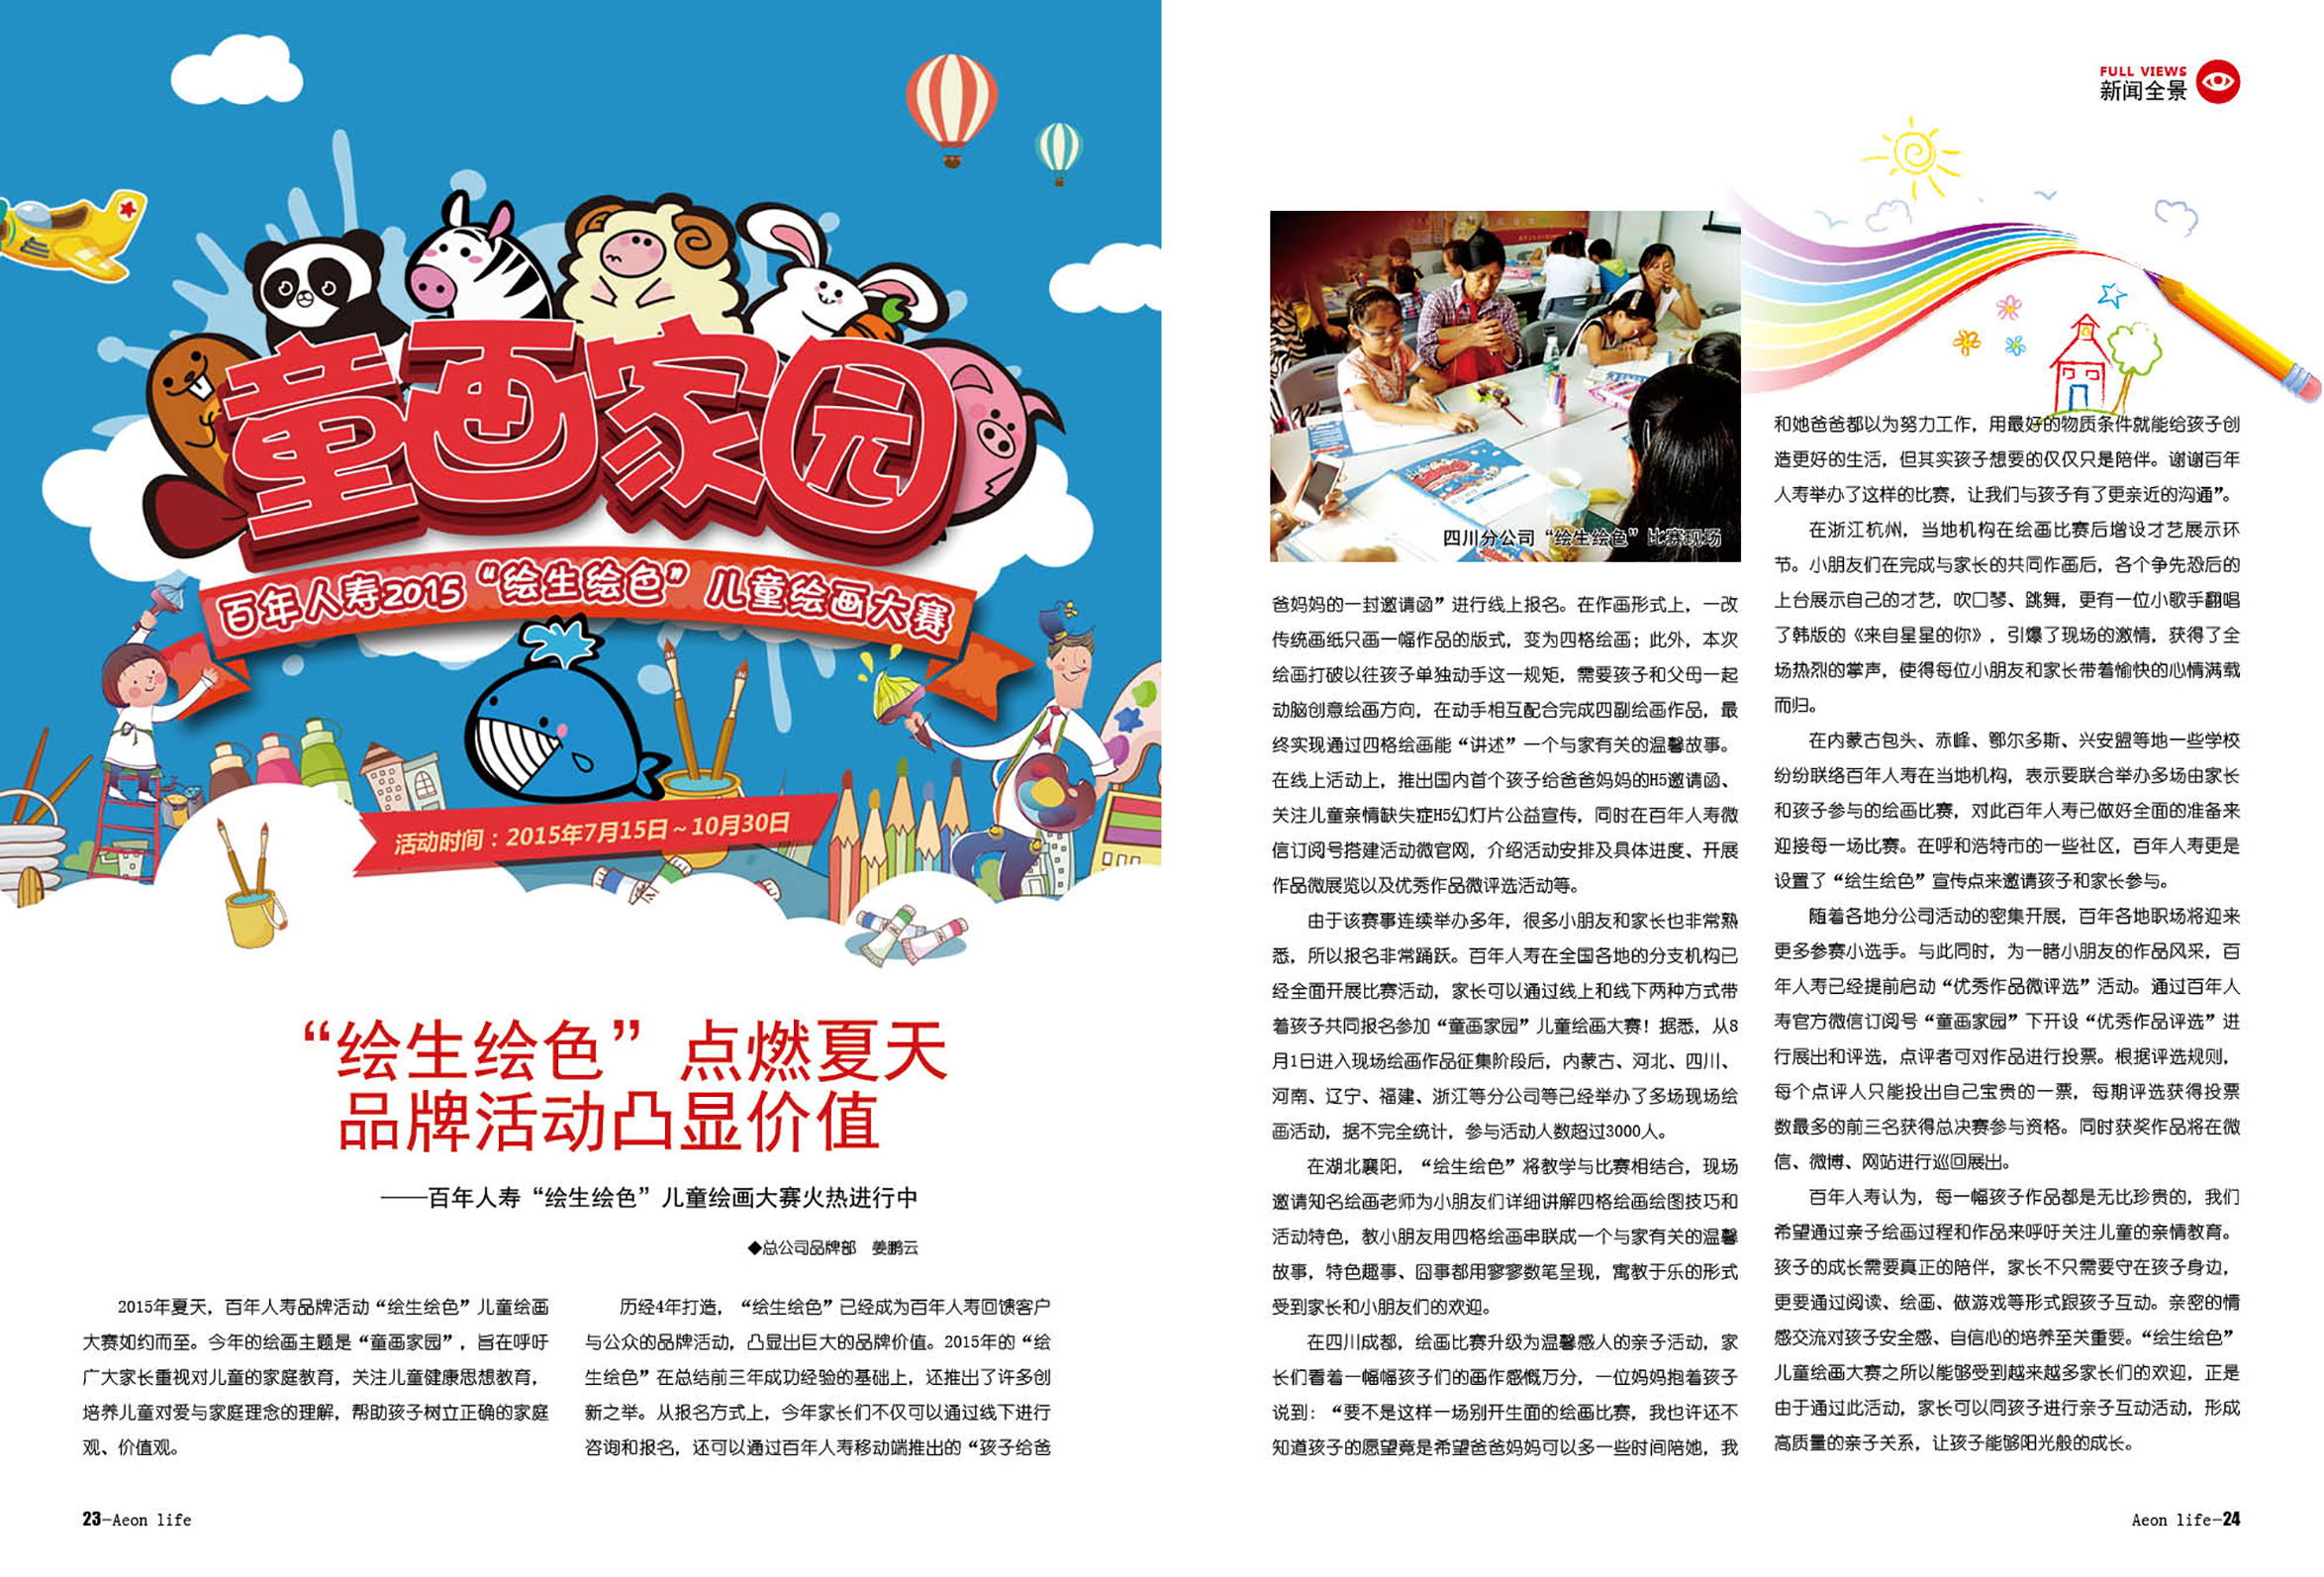 童画家园
百年人寿2015“绘生绘色”儿童绘画大赛
活动时间：2015年7月15日~10月30日
“绘生绘色”点燃夏天
品牌活动凸显价值
——百年人寿“绘生绘色”儿童绘画大赛火热进行中
◆总公司品牌部 姜鹏云
2015年夏天，百年人寿品牌活动“绘生绘色”儿童绘画
大赛如约而至。今年的绘画主题是“童画家园”，旨在呼吁
广大家长重视对儿童的家庭教育，关注儿童健康思想教育，
培养儿童对爱与家庭理念的理解，帮助孩子树立正确的家庭
观、价值观。
历经4年打造，“绘生绘色”已经成为百年人寿回馈客户
与公众的品牌活动，凸显出巨大的品牌价值。2015年的“绘
生绘色”在总结前三年成功经验的基础上，还推出了许多创
新之举。从报名方式上，今年家长们不仅可以通过线下进行
咨询和报名，还可以通过百年人寿移动端推出的“孩子给爸
23-Aeon life
FULL VIEWS
新闻全景
四川分公司“绘生绘色”比赛现场
爸妈妈的一封邀请函”进行线上报名。在作画形式上，一改
传统画纸只画一幅作品的版式，变为四格绘画；此外，本次
绘画打破以往孩子单独动手这一规矩，需要孩子和父母一起
动脑创意绘画方向，在动手相互配合完成四副绘画作品，最
终实现通过四格绘画能“讲述”一个与家有关的温馨故事。
在线上活动上，推出国内首个孩子给爸爸妈妈的H5邀请函、
关注儿童亲情缺失症H5幻灯片公益宣传，同时在百年人寿微
信订阅号搭建活动微官网，介绍活动安排及具体进度、开展
作品微展览以及优秀作品微评选活动等。
由于该赛事连续举办多年，很多小朋友和家长也非常熟
悉，所以报名非常踊跃。百年人寿在全国各地的分支机构已
经全面开展比赛活动，家长可以通过线上和线下两种方式带
着孩子共同报名参加“童画家园”儿童绘画大赛！据悉，从8
月1日进入现场绘画作品征集阶段后，内蒙古、河北、四川、
河南、辽宁、福建、浙江等分公司等已经举办了多场现场绘
画活动，据不完全统计，参与活动人数超过3000人。
在湖北襄阳，“绘生绘色”将教学与比赛相结合，现场
邀请知名绘画老师为小朋友们详细讲解四格绘画绘图技巧和
活动特色，教小朋友用四格绘画串联成一个与家有关的温馨
故事，特色趣事、囧事都用寥寥数笔呈现，寓教于乐的形式
受到家长和小朋友们的欢迎。
在四川成都，绘画比赛升级为温馨感人的亲子活动，家
长们看着一幅幅孩子们的画作感慨万分，一位妈妈抱着孩子
说到：“要不是这样一场别开生面的绘画比赛，我也许还不
知道孩子的愿望竟是希望爸爸妈妈可以多一些时间陪她，我
和她爸爸都以为努力工作，用最好的物质条件就能给孩子创
造更好的生活，但其实孩子想要的仅仅只是陪伴。谢谢百年
人寿举办了这样的比赛，让我们与孩子有了更亲近的沟通”。
在浙江杭州，当地机构在绘画比赛后增设才艺展示环
节。小朋友们在完成与家长的共同作画后，各个争先恐后的
上台展示自己的才艺，吹口琴、跳舞，更有一位小歌手翻唱
了韩版的《来自星星的你》，引爆了现场的激情，获得了全
场热烈的掌声，使得每位小朋友和家长带着愉快的心情满载
而归。
在内蒙古包头、赤峰、鄂尔多斯、兴安盟等地一些学校
纷纷联络百年人寿在当地机构，表示要联合举办多场由家长
和孩子参与的绘画比赛，对此百年人寿已做好全面的准备来
迎接每一场比赛。在呼和浩特市的一些社区，百年人寿更是
设置了“绘生绘色”宣传点来邀请孩子和家长参与。
随着各地分公司活动的密集开展，百年各地职场将迎来
更多参赛小选手。与此同时，为一睹小朋友的作品风采，百
年人寿已经提前启动“优秀作品微评选”活动。通过百年人
寿官方微信订阅号“童画家园”下开设“优秀作品评选”进
行展出和评选，点评者可对作品进行投票。根据评选规则，
每个点评人只能投出自己宝贵的一票，每期评选获得投票
数最多的前三名获得总决赛参与资格。同时获奖作品将在微
信、微博、网站进行巡回展出。
百年人寿认为，每一幅孩子作品都是无比珍贵的，我们
希望通过亲子绘画过程和作品来呼吁关注儿童的亲情教育。
孩子的成长需要真正的陪伴，家长不只需要守在孩子身边，
更要通过阅读、绘画、做游戏等形式跟孩子互动。亲密的情
感交流对孩子安全感、自信心的培养至关重要。“绘生绘色”
儿童绘画大赛之所以能够受到越来越多家长们的欢迎，正是
由于通过此活动，家长可以同孩子进行亲子互动活动，形成
高质量的亲子关系，让孩子能够阳光般的成长。
Aeon life-24